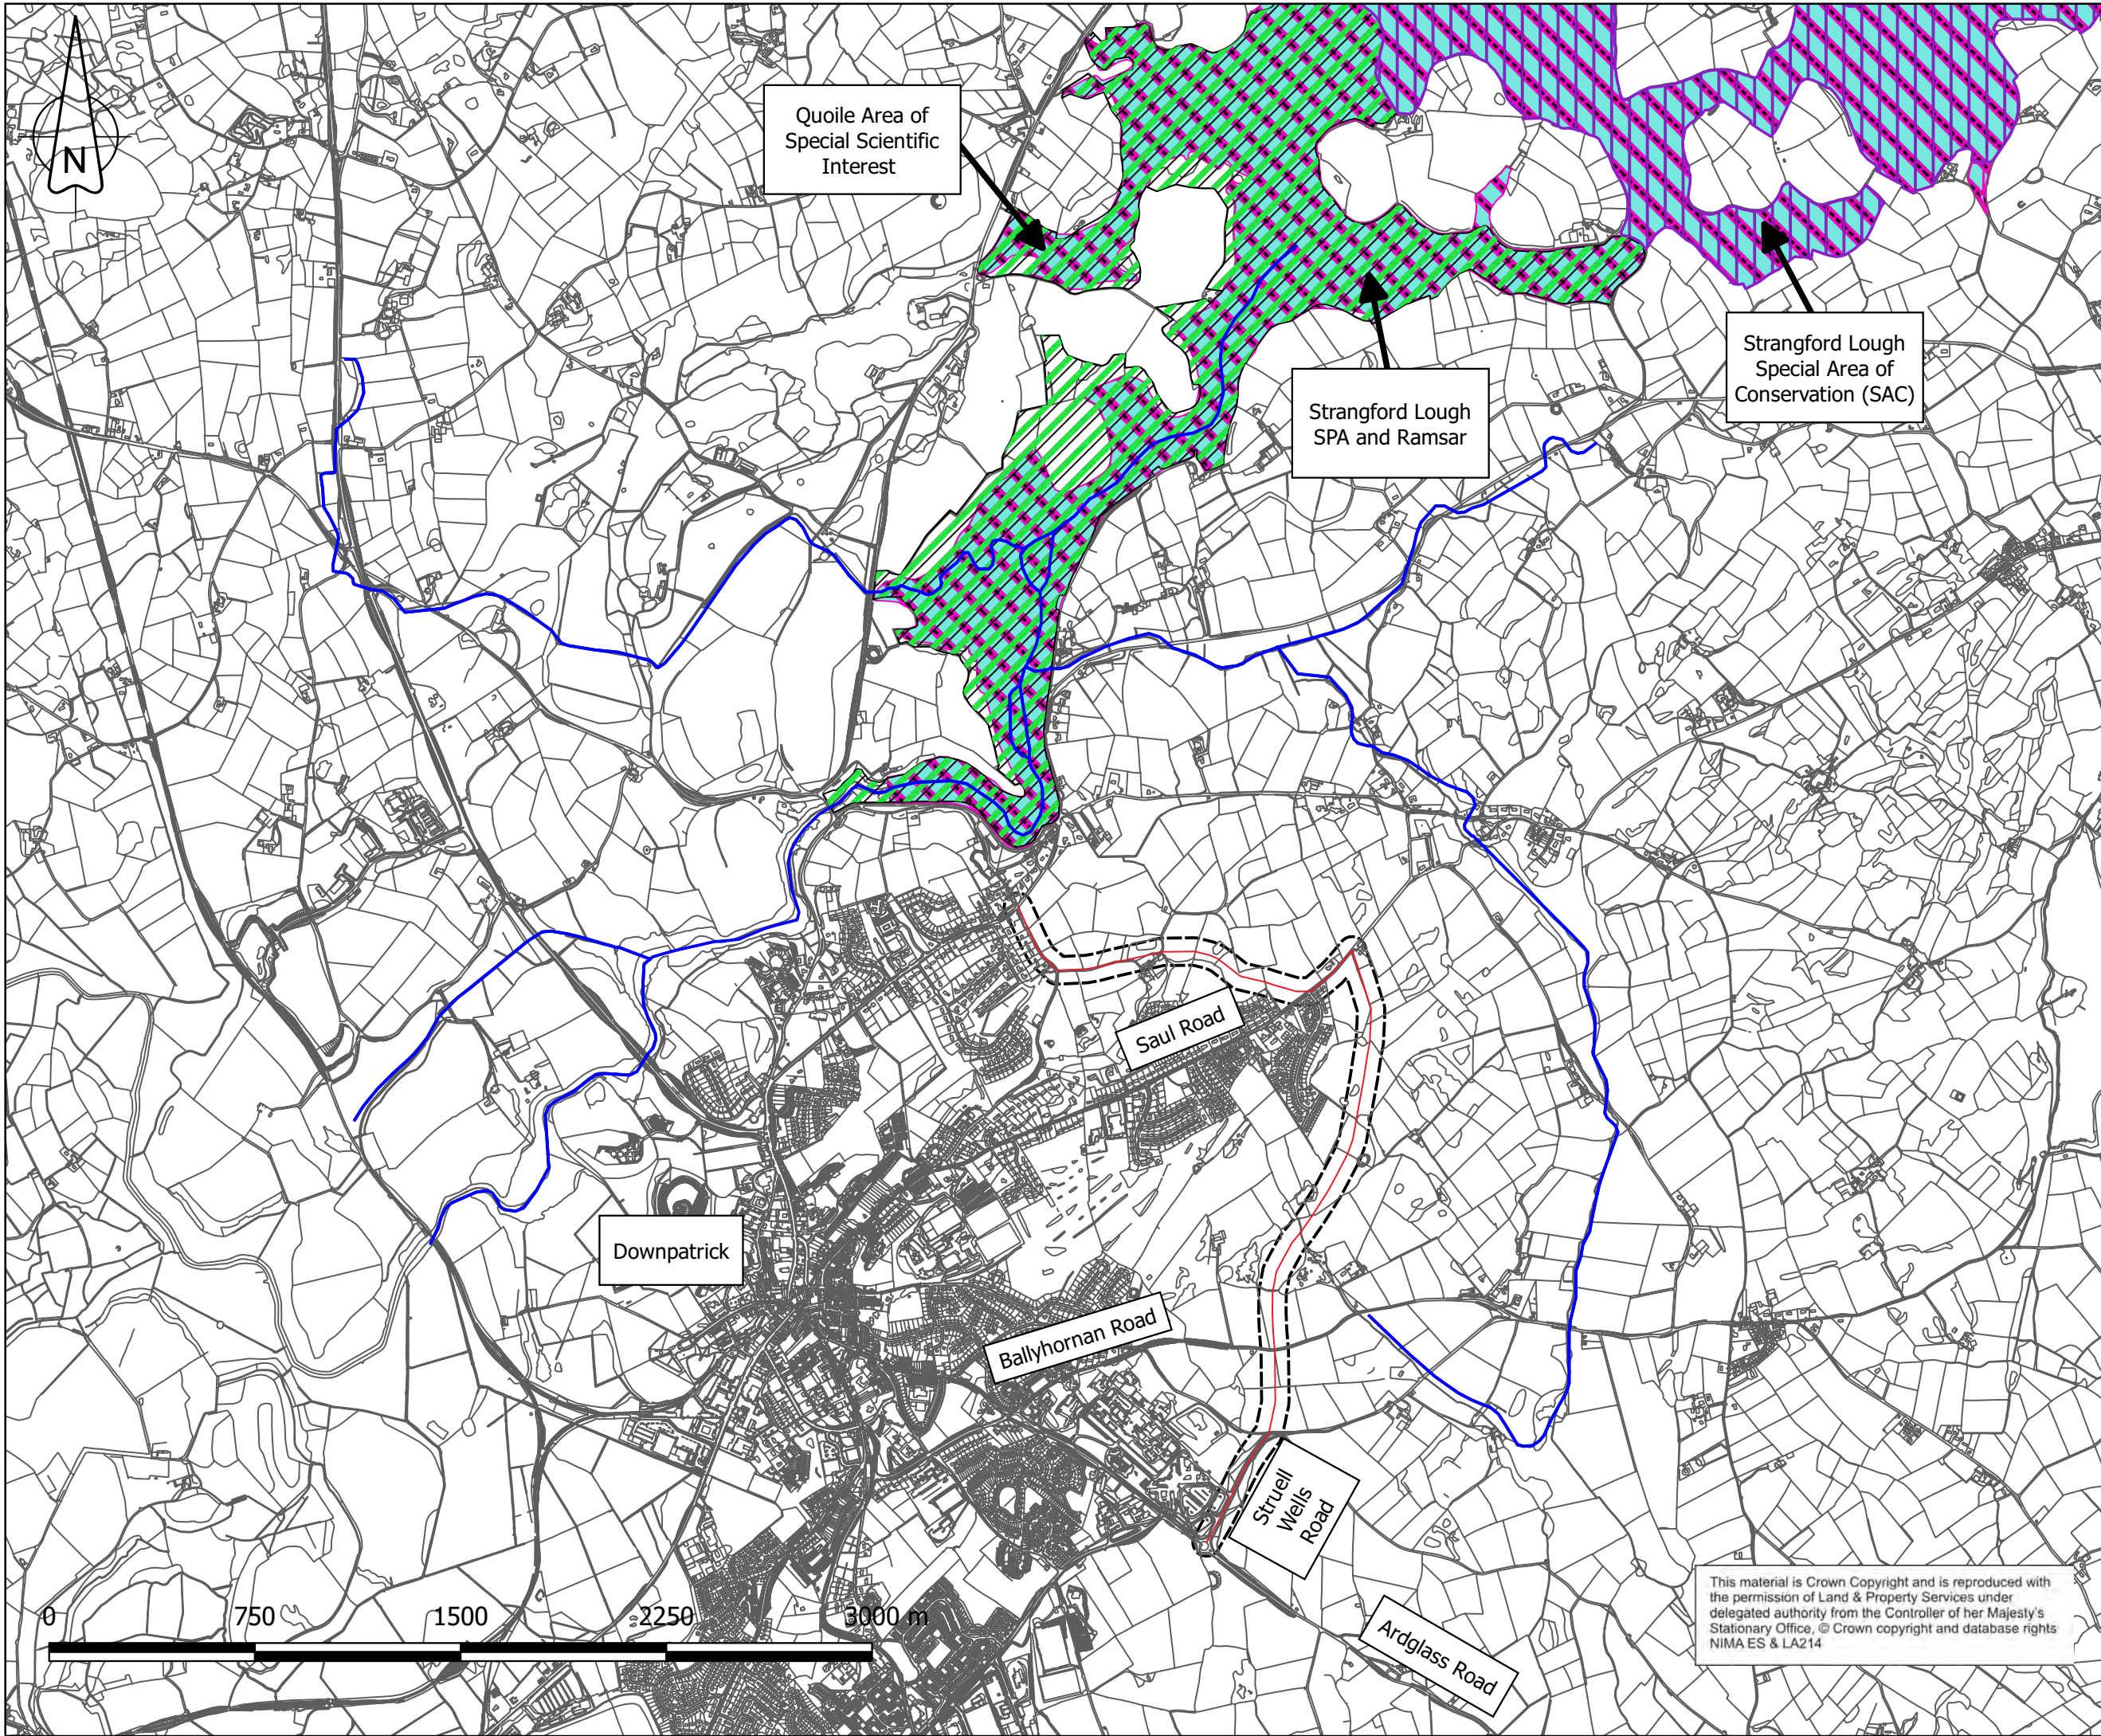 N
Quoile Area of
Special Scientific
Interest
Strangford Lough
Special Area of
Conservation (SAC)
Strangford Lough
SPA and Ramsar
Saul Road
Downpatrick
Ballyhornan Road
Struell
Wells
Road
Ardglass Road
0 750 1500 2250 3000 m
This material is Crown Copyright and is reproduced with
the permission of Land & Property Services under
delegated authority from the Controller of her Majesty's
Stationary Office, © Crown copyright and database rights
NIMA ES & LA214